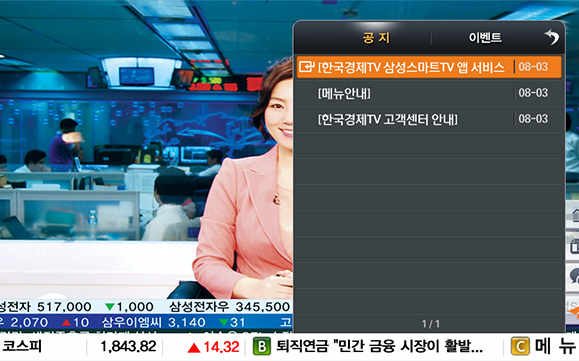 공 지 이벤트
[한국경제TV 삼성스마트TV 앱 서비스 08-03
[메뉴안내] 08-03
[한국경제TV 고객센터 안내] 08-03
1 / 1
성전자 517,000 ▼1,000 삼성전자우 345,500
2,070 ▲10 삼우이엠씨 3,140 ▼31 고
코스피 1,843.82 ▲14.32 B 퇴직연금 "민간 금융 시장이 활발... C 메 뉴